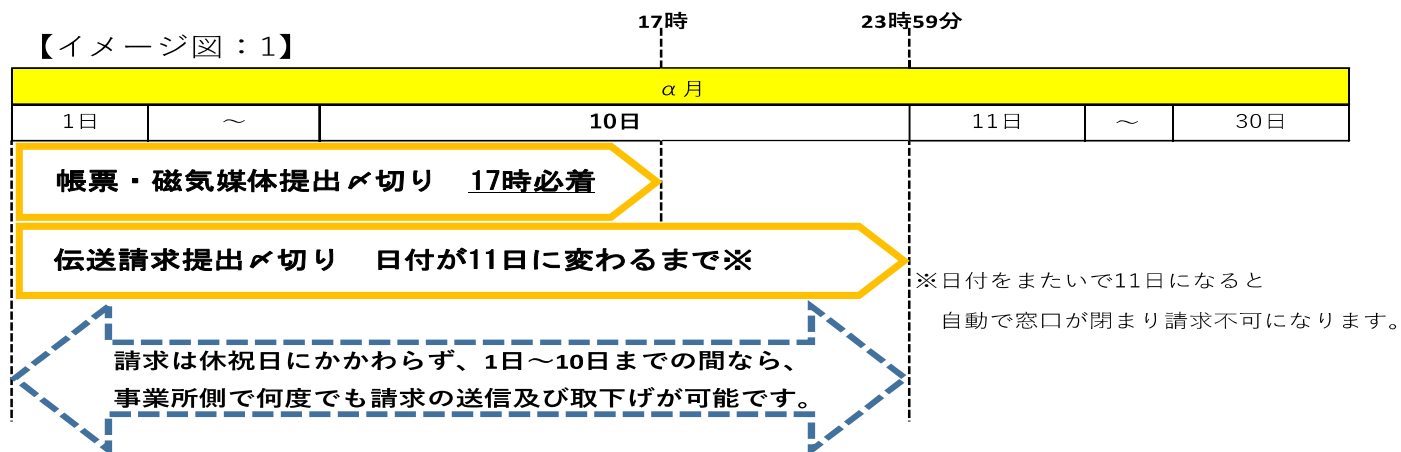 17時 23時59分
【イメージ図：1】
α月
1日 ～ 10日 11日 ～ 30日
帳票・磁気媒体提出〆切り 17時必着
伝送請求提出〆切り 日付が11日に変わるまで※
※日付をまたいで11日になると
自動で窓口が閉まり請求不可になります。
請求は休祝日にかかわらず、1日～10日までの間なら、
事業所側で何度でも請求の送信及び取下げが可能です。